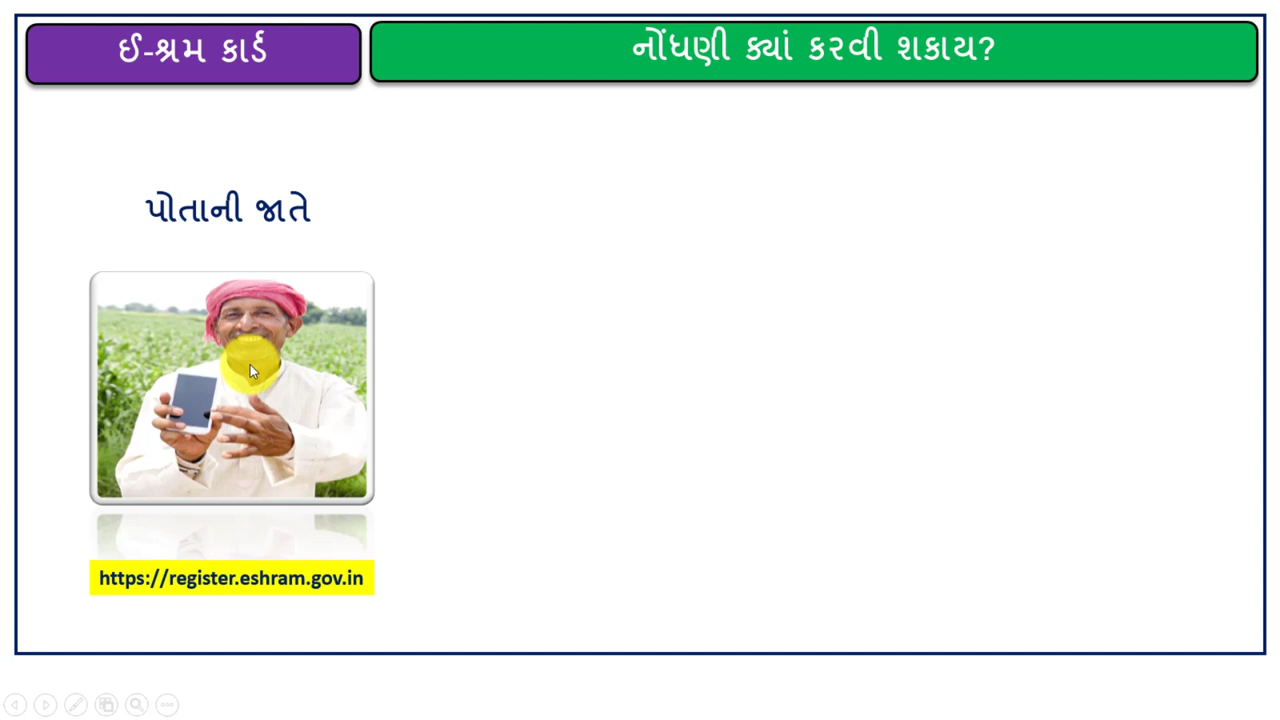 ઈ-શ્રમ કાર્ડ
નોંધણી ક્યાં કરવી શકાય?
પોતાની જાતે
https://register.eshram.gov.in